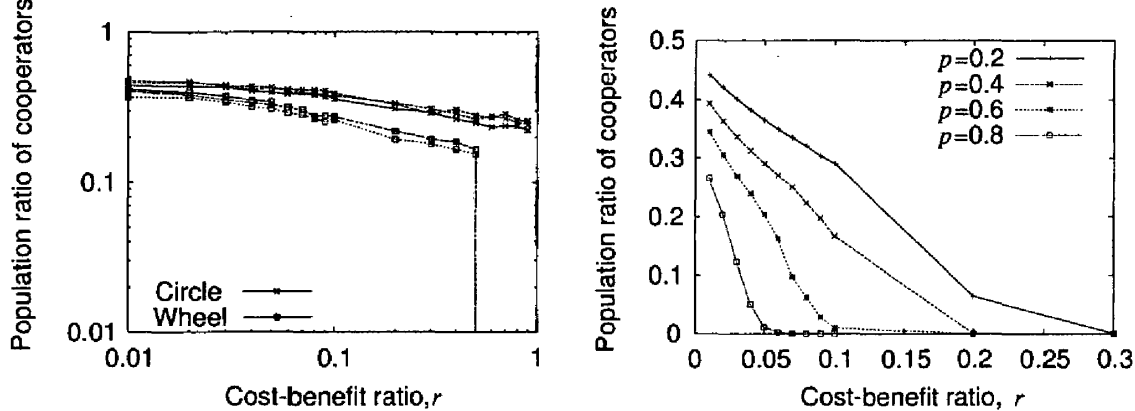 Population ratio of cooperators
1
0.1
0.01
Circle
Wheel
0.01
0.1
1
Cost-benefit ratio,r
Population ratio of cooperators
0.5
0.4
0.3
0.2
0.1
0
p=0.2
p=0.4
p=0.6
p=0.8
0 0.05 0.1 0.15 0.2 0.25 0.3
Cost-benefit ratio, r